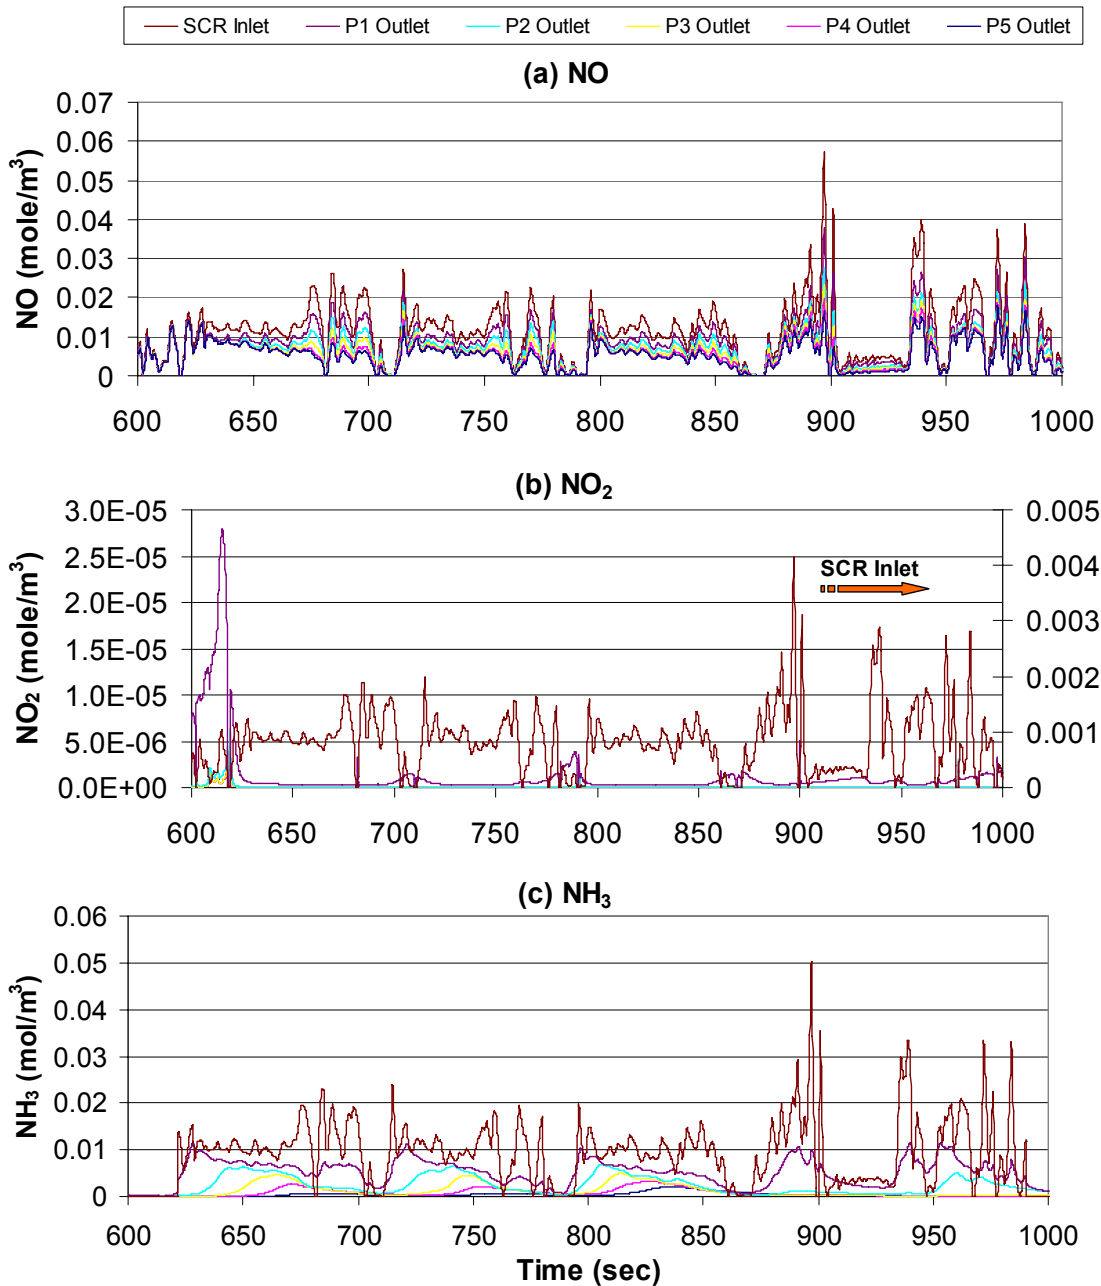 SCR Inlet P1 Outlet P2 Outlet P3 Outlet P4 Outlet P5 Outlet
(a) NO
NO (mole/m³)
0.07
0.06
0.05
0.04
0.03
0.02
0.01
0
600 650 700 750 800 850 900 950 1000
(b) NO₂
NO₂ (mole/m³)
3.0E-05
2.5E-05
2.0E-05
1.5E-05
1.0E-05
5.0E-06
0.0E+00
0.005
0.004
0.003
0.002
0.001
0
SCR Inlet
600 650 700 750 800 850 900 950 1000
(c) NH₃
NH₃ (mol/m³)
0.06
0.05
0.04
0.03
0.02
0.01
0
600 650 700 750 800 850 900 950 1000
Time (sec)